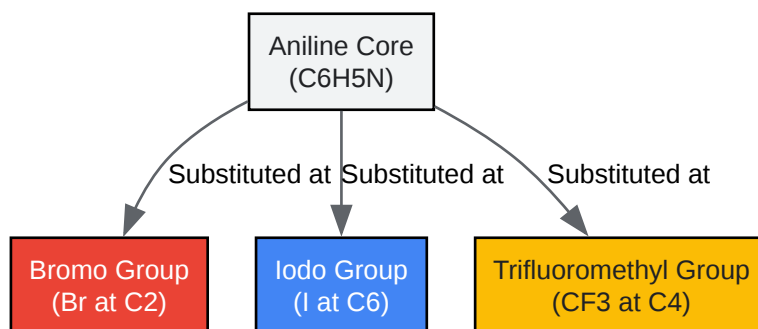 Aniline Core
(C6H5N)
Substituted at
Substituted at
Substituted at
Bromo Group
(Br at C2)
Iodo Group
(I at C6)
Trifluoromethyl Group
(CF3 at C4)